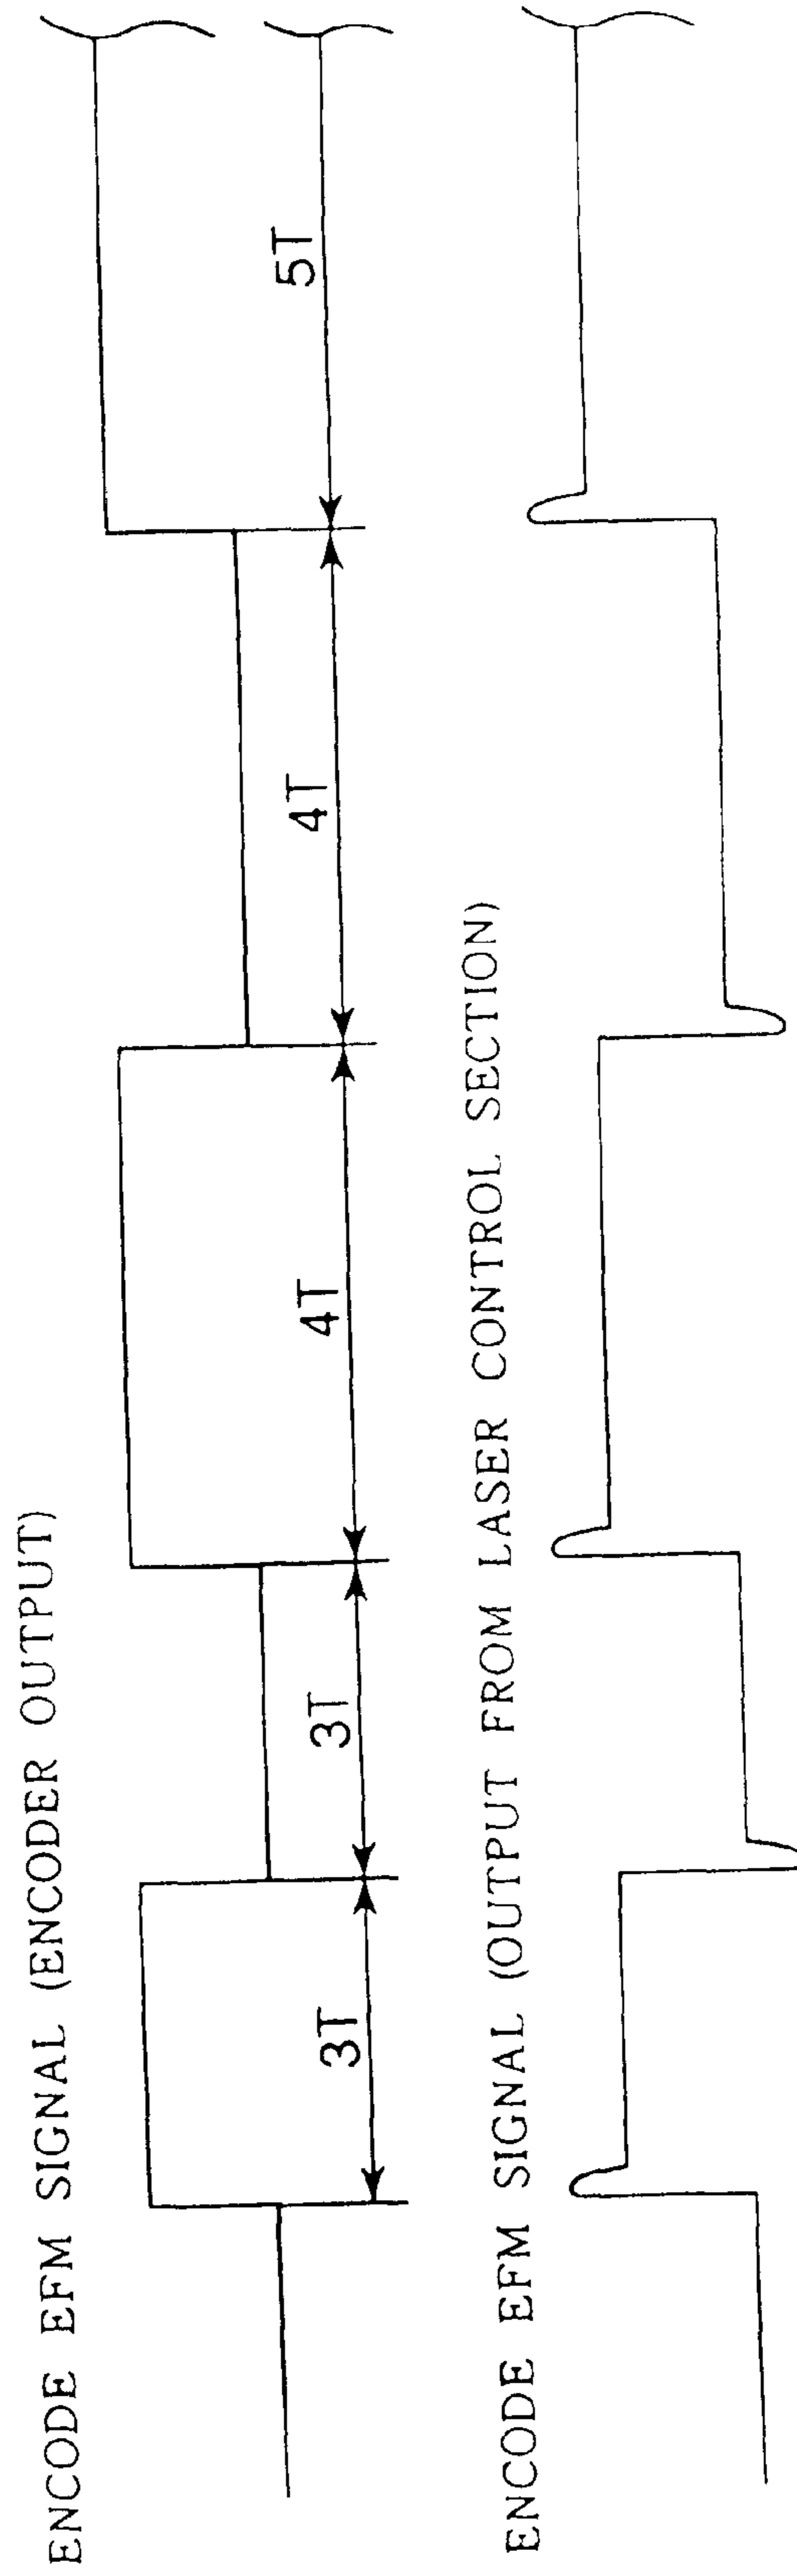 ENCODE EFM SIGNAL (ENCODER OUTPUT)
3T 3T 4T 4T 5T
ENCODE EFM SIGNAL (OUTPUT FROM LASER CONTROL SECTION)